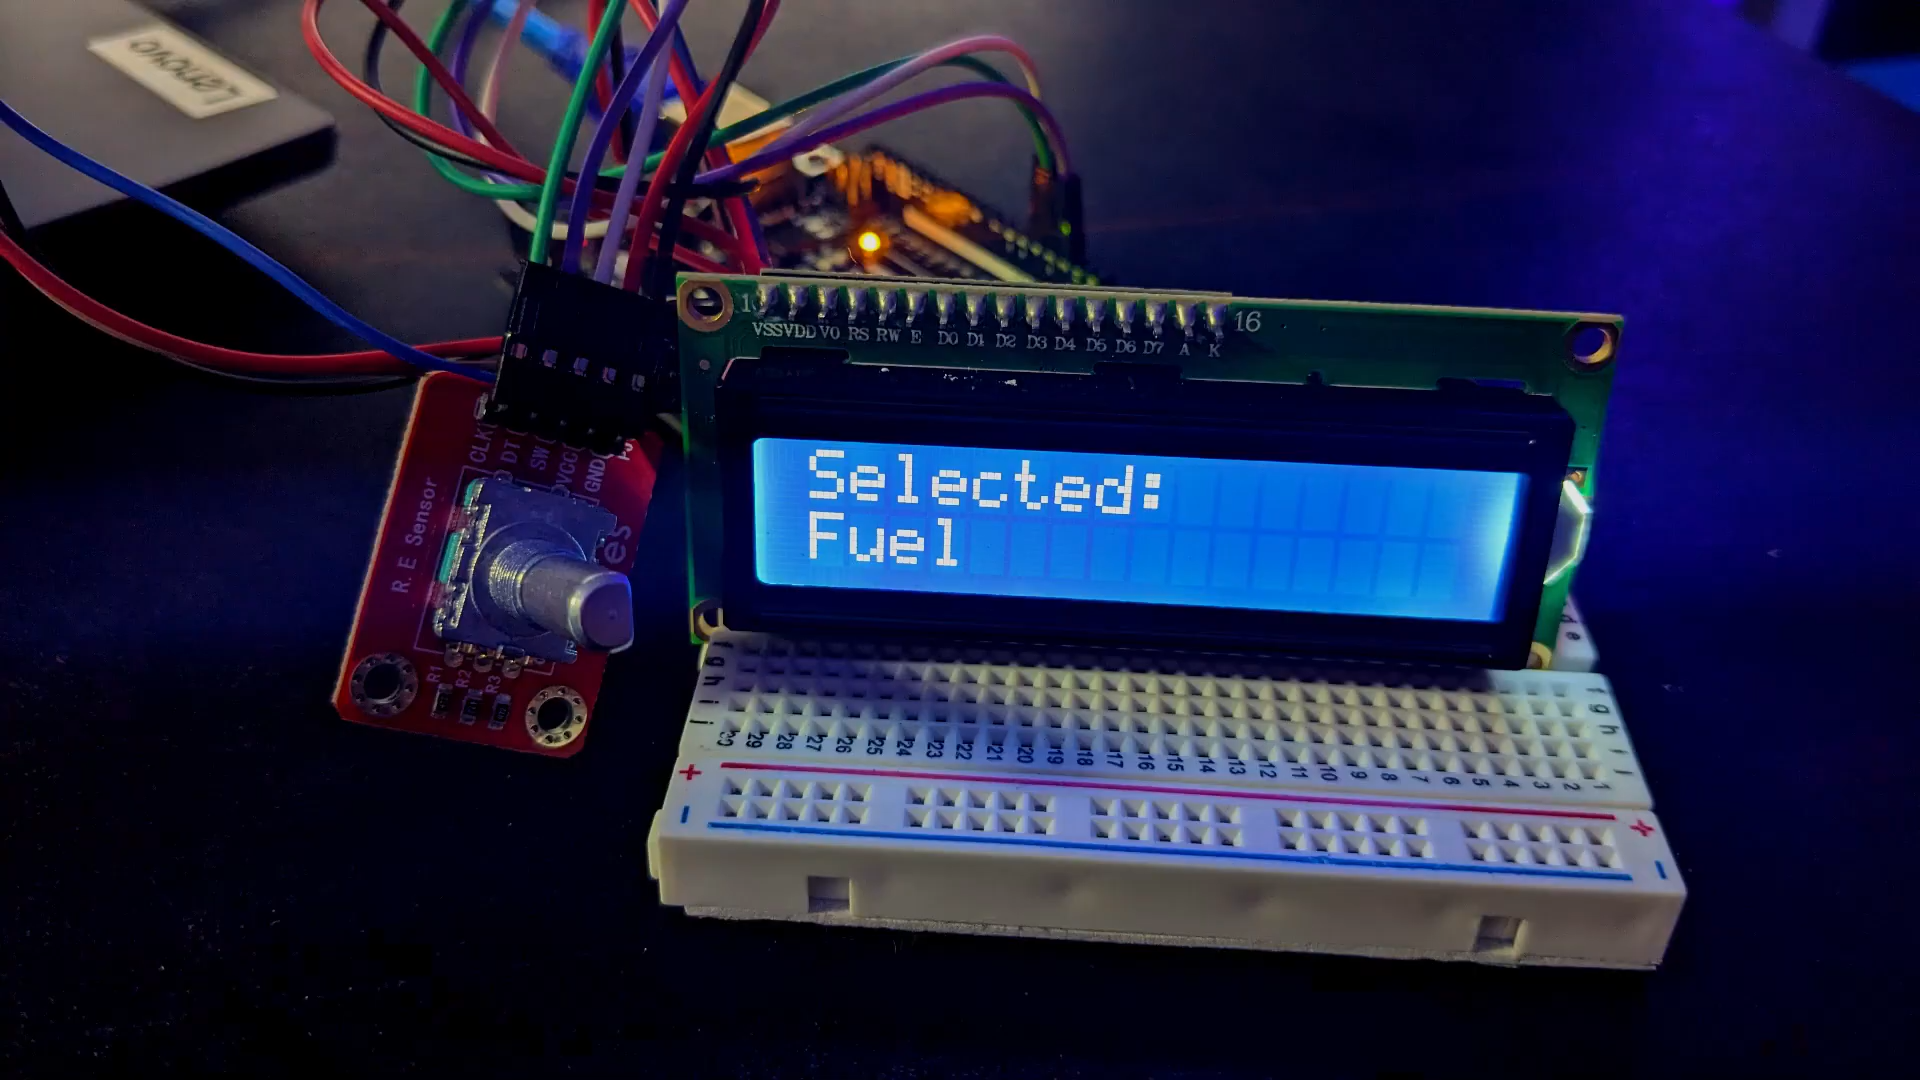 Lenovo
1
16
VSS VDD V0 RS RW E D0 D1 D2 D3 D4 D5 D6 D7 A K
Selected:
Fuel
CLK
DT
SW
VCC
GND
R.E Sensor
es
R1 R2 R3
g
h
i
j
30 29 28 27 26 25 24 23 22 21 20 19 18 17 16 15 14 13 12 11 10 9 8 7 6 5 4 3 2 1
d
e
f
g
h
i
j
+
-
+
-